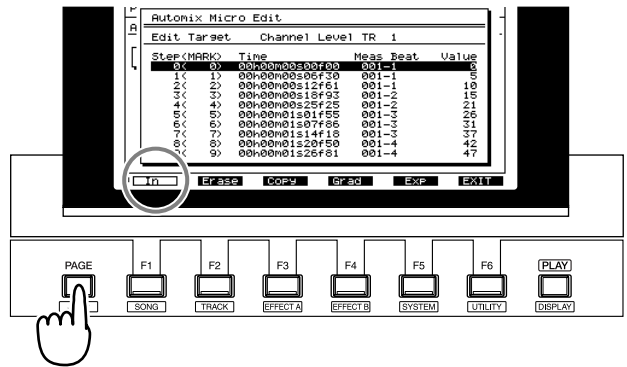 P
A
Automix Micro Edit
Edit Target Channel Level TR 1
Step(MARK) Time Meas Beat Value
0( 0) 00h00m00s00f00 001-1 0
1( 1) 00h00m00s06f30 001-1 5
2( 2) 00h00m00s12f61 001-1 10
3( 3) 00h00m00s18f93 001-2 15
4( 4) 00h00m00s25f25 001-2 21
5( 5) 00h00m01s01f55 001-3 26
6( 6) 00h00m01s07f86 001-3 31
7( 7) 00h00m01s14f18 001-3 37
8( 8) 00h00m01s20f50 001-4 42
9) 00h00m01s26f81 001-4 47
In Erase Copy Grad Exp EXIT
PAGE F1 F2 F3 F4 F5 F6 PLAY
SONG TRACK EFFECT A EFFECT B SYSTEM UTILITY DISPLAY